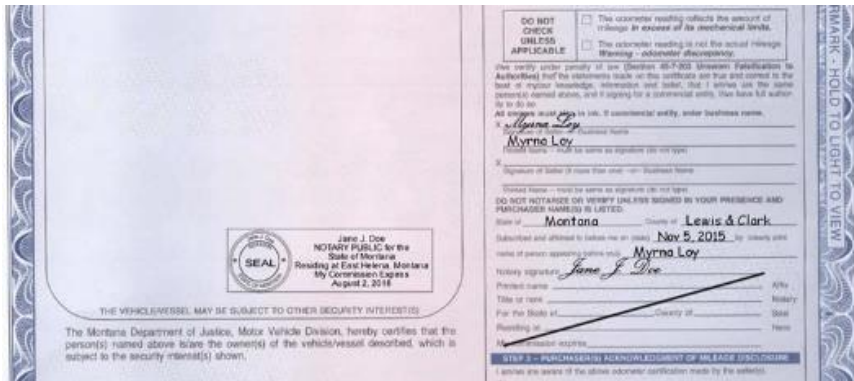 DO NOT
CHECK
UNLESS
APPLICABLE
The odometer reading reflects the amount of
mileage in excess of its mechanical limits.
The odometer reading is not the actual mileage.
Warning - odometer discrepancy.
I/We certify under penalty of law (Section 45-7-203 Unsworn Falsification to
Authorities) that the statements made on this certificate are true and correct to the
best of my/our knowledge, information and belief, that I am/we are the same
person(s) named above, and if signing for a commercial entity, I/we have full author-
ity to do so.
All owners must sign in ink. If commercial entity, enter business name.
X Myrna Loy
Signature of Seller Business Name
Myrna Loy
Printed Name - must be same as signature (do not type)
X
Signature of Seller (if more than one) -or- Business Name
Printed Name - must be same as signature (do not type)
DO NOT NOTARIZE OR VERIFY UNLESS SIGNED IN YOUR PRESENCE AND
PURCHASER NAME(S) IS LISTED.
State of Montana County of Lewis & Clark
Subscribed and affirmed to before me on (date) Nov 5, 2015 by (clearly print
name of person appearing before you) Myrna Loy
Notary signature Jane J Doe
Printed name Affix
Title or rank Notary
For the State of County of Seal
Residing at Here
My commission expires
STEP 2 - PURCHASER(S) ACKNOWLEDGMENT OF MILEAGE DISCLOSURE
I am/we are aware of the above odometer certification made by the seller(s).
SEAL
Jane J. Doe
NOTARY PUBLIC for the
State of Montana
Residing at East Helena, Montana
My Commission Expess
August 2, 2016
THE VEHICLE/VESSEL MAY BE SUBJECT TO OTHER SECURITY INTEREST(S)
The Montana Department of Justice, Motor Vehicle Division, hereby certifies that the
person(s) named above is/are the owner(s) of the vehicle/vessel described, which is
subject to the security interest(s) shown.
RMARK - HOLD TO LIGHT TO VIEW